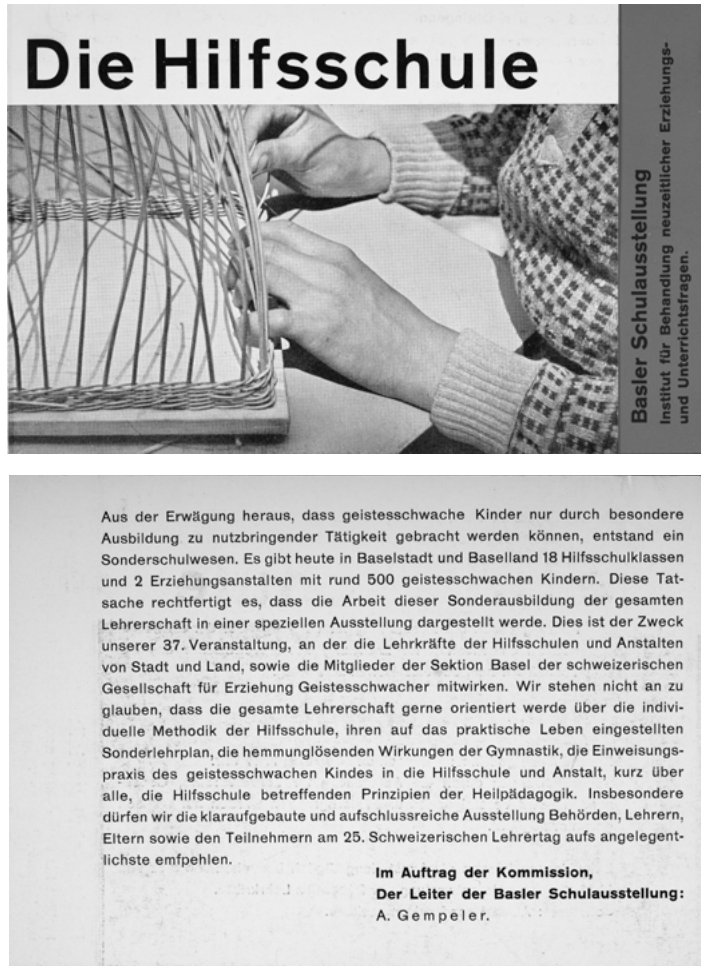 Die Hilfsschule
Basler Schulausstellung
Institut für Behandlung neuzeitlicher Erziehungs-
und Unterrichtsfragen.
Aus der Erwägung heraus, dass geistesschwache Kinder nur durch besondere
Ausbildung zu nutzbringender Tätigkeit gebracht werden können, entstand ein
Sonderschulwesen. Es gibt heute in Baselstadt und Baselland 18 Hilfsschulklassen
und 2 Erziehungsanstalten mit rund 500 geistesschwachen Kindern. Diese Tat-
sache rechtfertigt es, dass die Arbeit dieser Sonderausbildung der gesamten
Lehrerschaft in einer speziellen Ausstellung dargestellt werde. Dies ist der Zweck
unserer 37. Veranstaltung, an der die Lehrkräfte der Hilfsschulen und Anstalten
von Stadt und Land, sowie die Mitglieder der Sektion Basel der schweizerischen
Gesellschaft für Erziehung Geistesschwacher mitwirken. Wir stehen nicht an zu
glauben, dass die gesamte Lehrerschaft gerne orientiert werde über die indivi-
duelle Methodik der Hilfsschule, ihren auf das praktische Leben eingestellten
Sonderlehrplan, die hemmunglösenden Wirkungen der Gymnastik, die Einweisungs-
praxis des geistesschwachen Kindes in die Hilfsschule und Anstalt, kurz über
alle, die Hilfsschule betreffenden Prinzipien der Heilpädagogik. Insbesondere
dürfen wir die klaraufgebaute und aufschlussreiche Ausstellung Behörden, Lehrern,
Eltern sowie den Teilnehmern am 25. Schweizerischen Lehrertag aufs angelegent-
lichste emfpehlen.
Im Auftrag der Kommission,
Der Leiter der Basler Schulausstellung:
A. Gempeler.